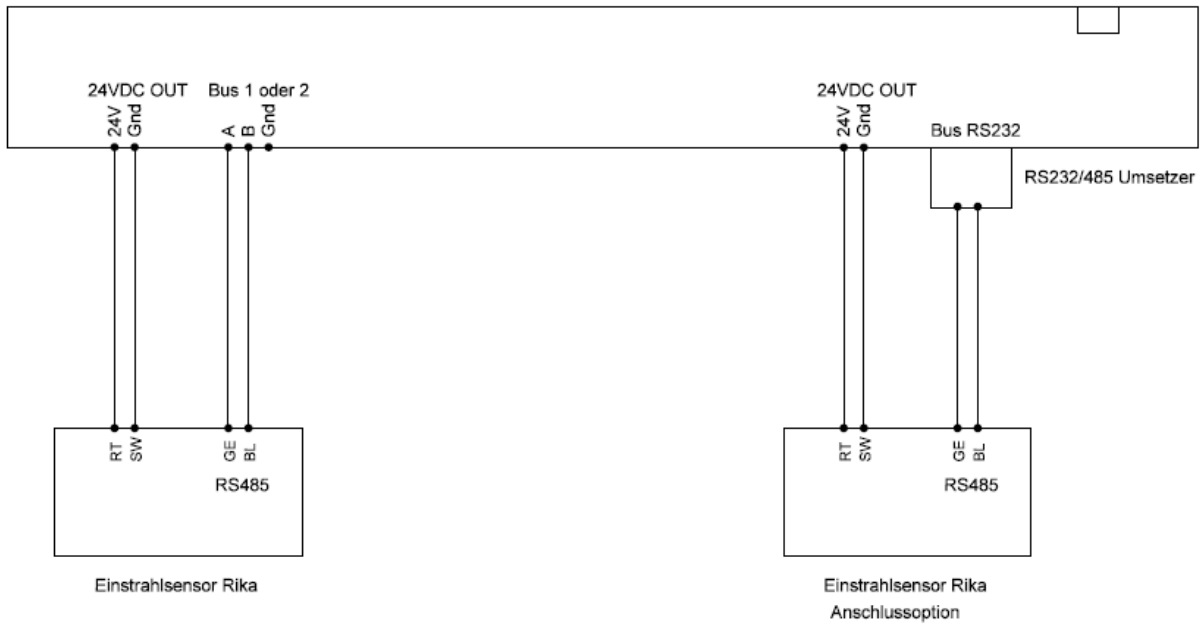 24VDC OUT Bus 1 oder 2 24VDC OUT
24V Gnd A B Gnd 24V Gnd
Bus RS232
RS232/485 Umsetzer
RT SW GE BL RT SW GE BL
RS485 RS485
Einstrahlsensor Rika Einstrahlsensor Rika
Anschlussoption